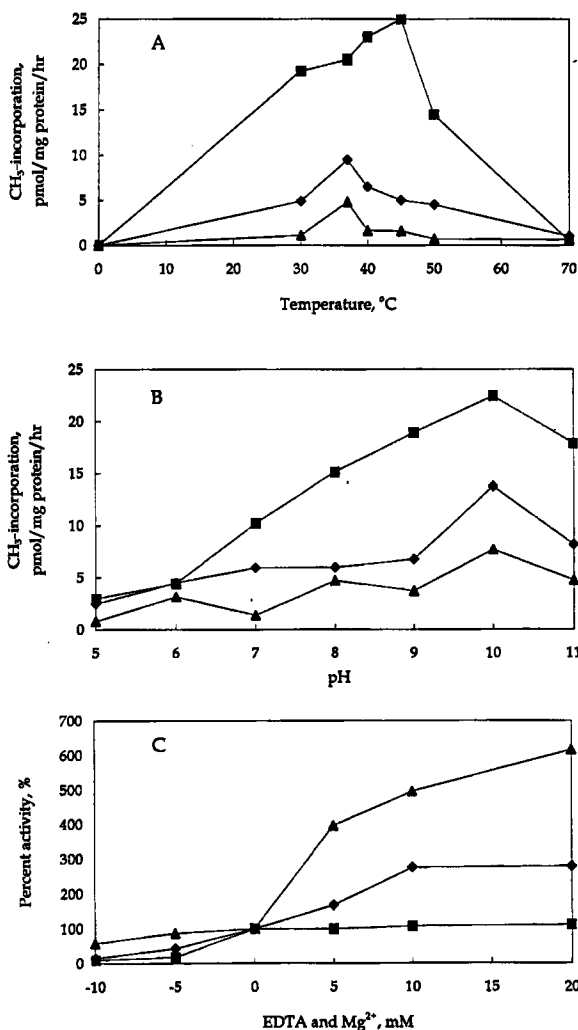 A
CH₃-incorporation,
pmol/mg protein/hr
25
20
15
10
5
0
0 10 20 30 40 50 60 70
Temperature, °C
B
CH₃-incorporation,
pmol/mg protein/hr
25
20
15
10
5
0
5 6 7 8 9 10 11
pH
C
Percent activity, %
700
600
500
400
300
200
100
0
-10 -5 0 5 10 15 20
EDTA and Mg²⁺, mM